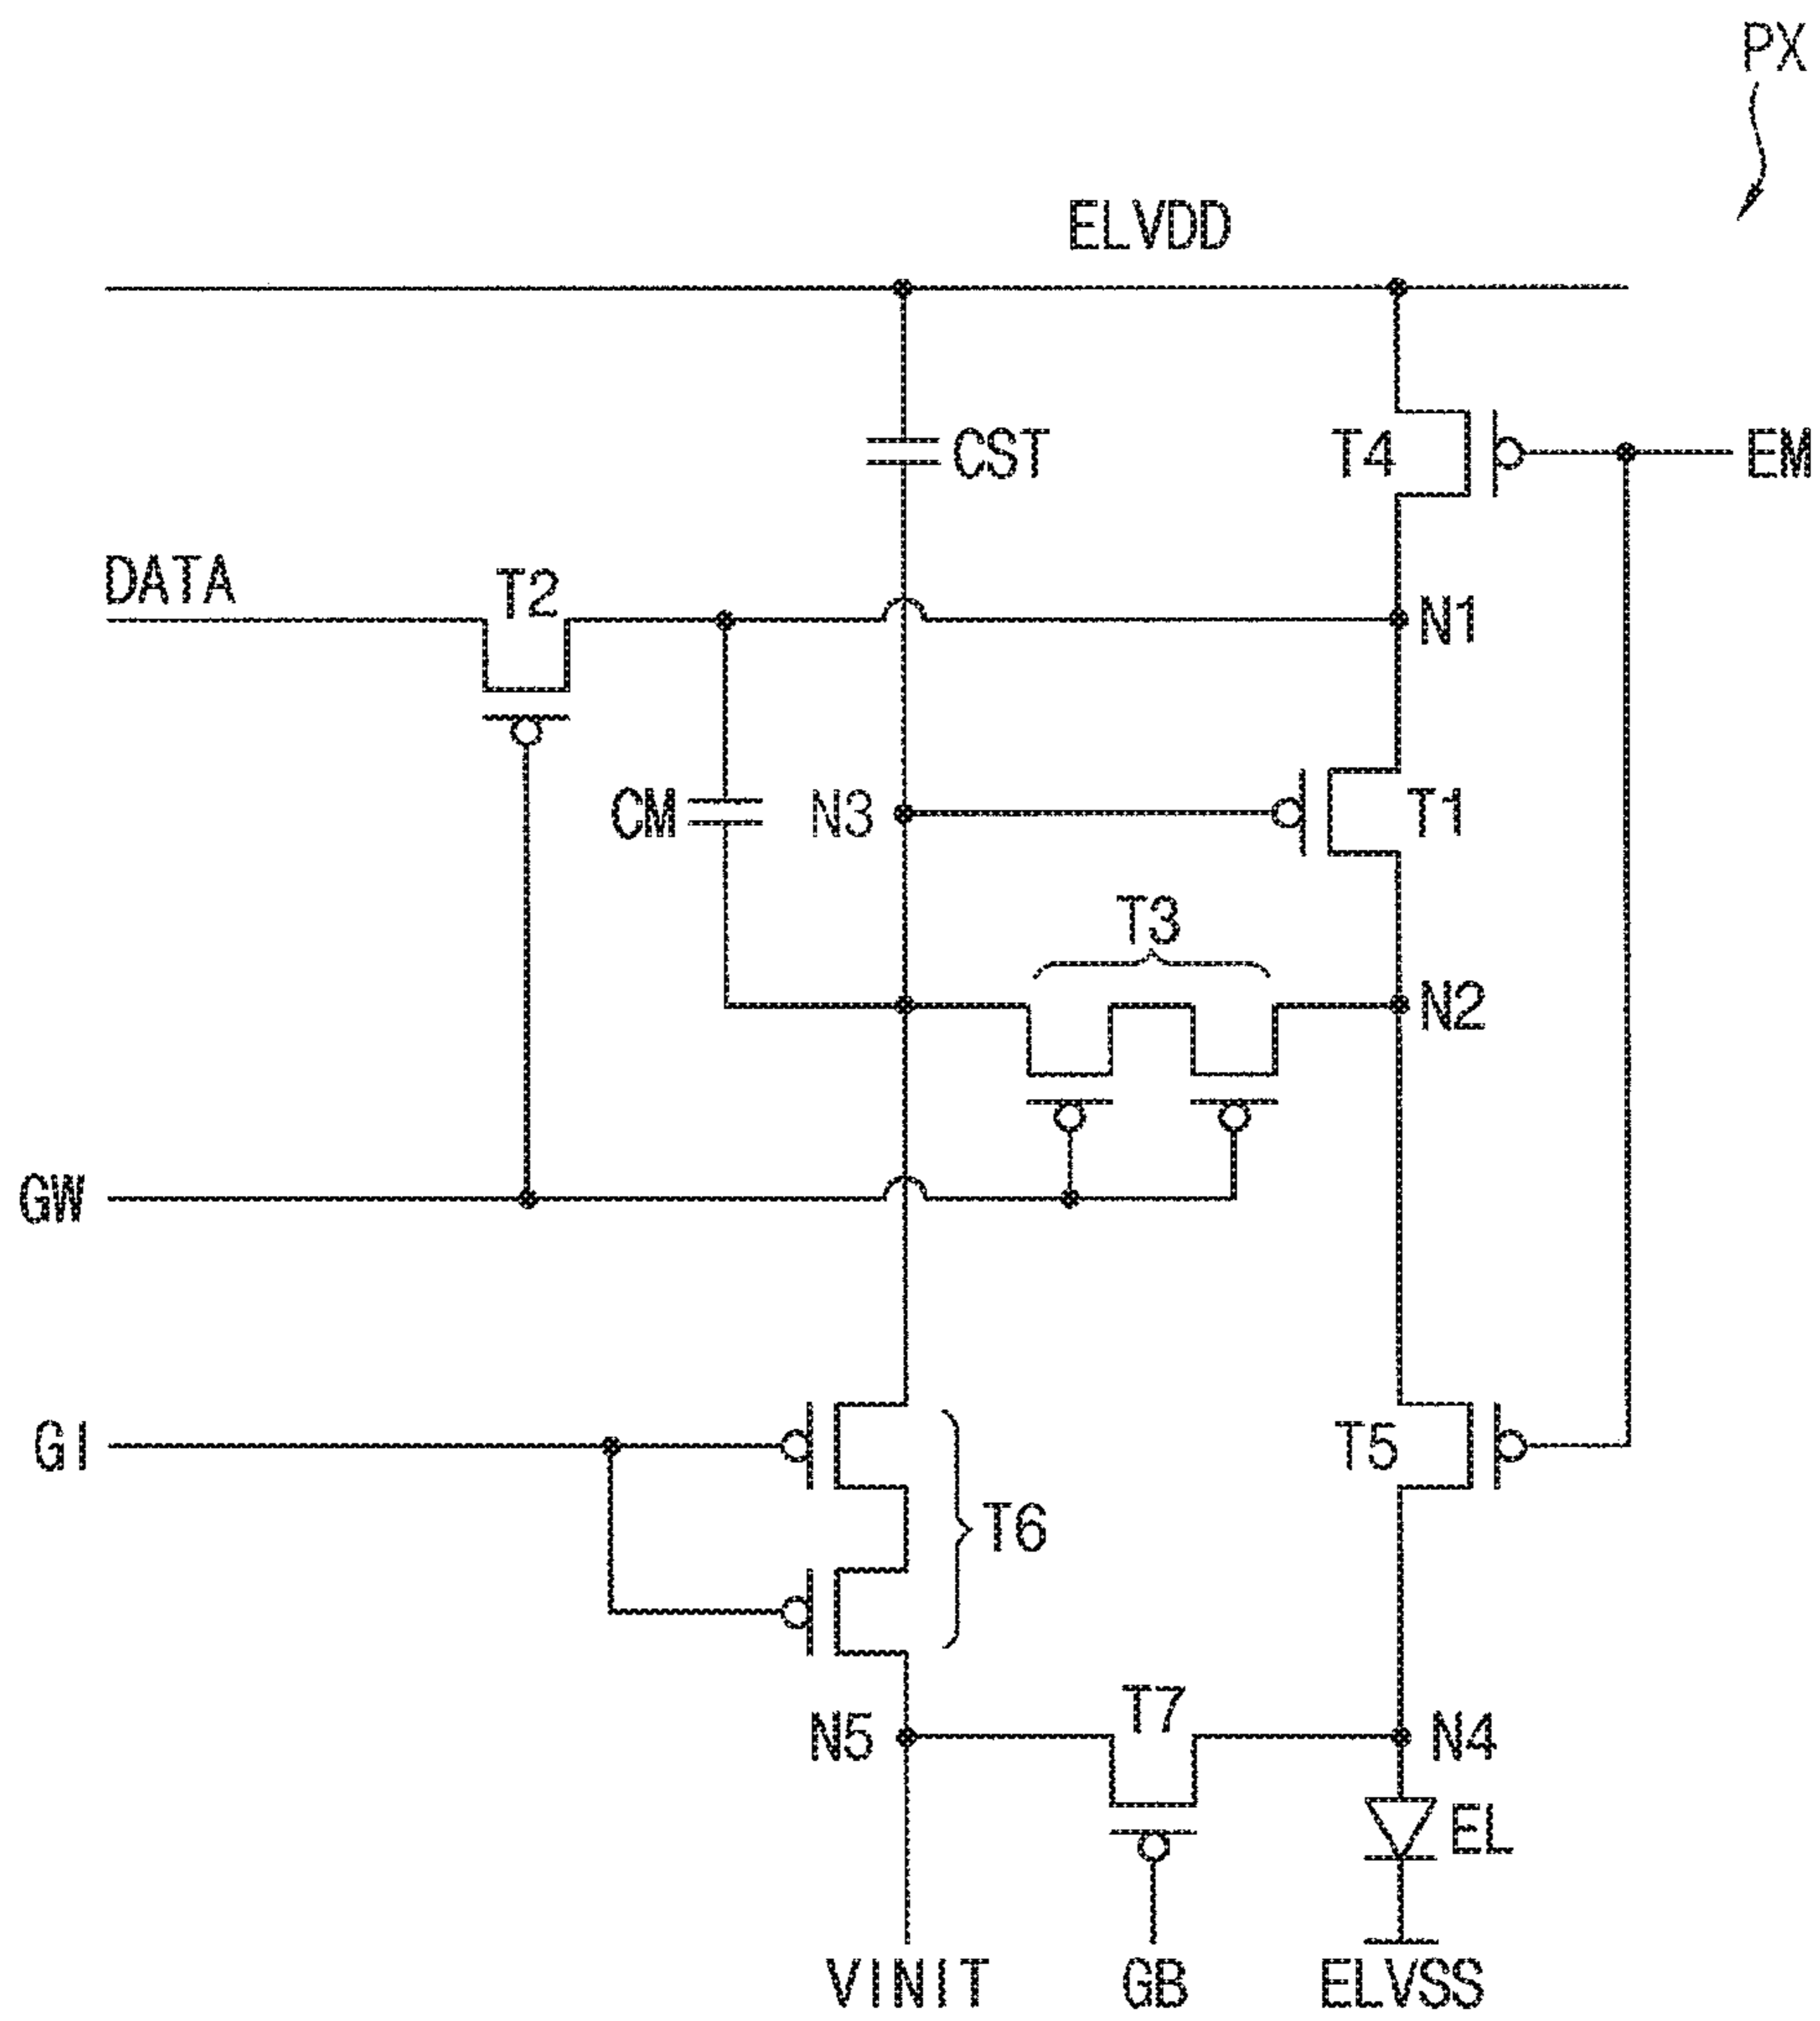 PX
ELVDD
CST
T4
EM
DATA
T2
N1
CM
N3
T1
T3
N2
GW
GI
T5
T6
T7
N5
N4
EL
VINIT
GB
ELVSS